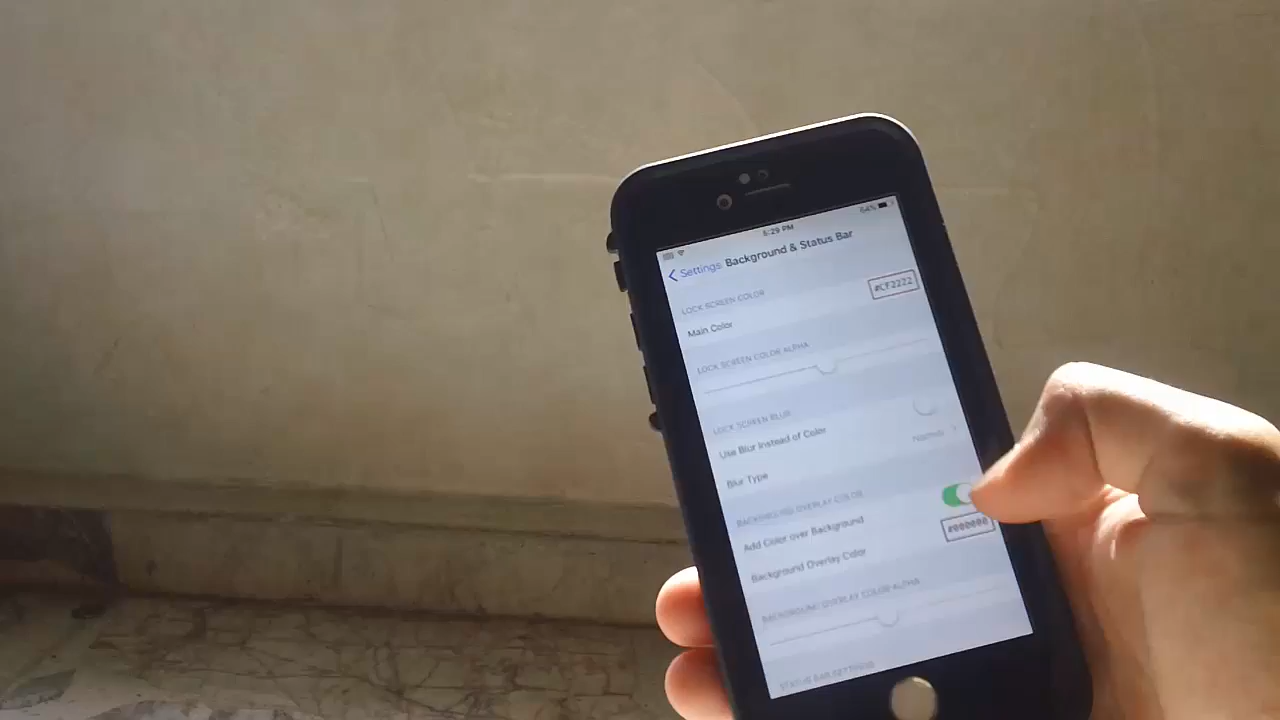 64%
5:29 PM
Settings Background & Status Bar
LOCK SCREEN COLOR
Main Color #CF2222
LOCK SCREEN COLOR ALPHA
LOCK SCREEN BLUR
Use Blur Instead of Color
Blur Type Normal
BACKGROUND OVERLAY COLOR
Add Color over Background
Background Overlay Color #000000
BACKGROUND OVERLAY COLOR ALPHA
STATUS BAR SETTINGS